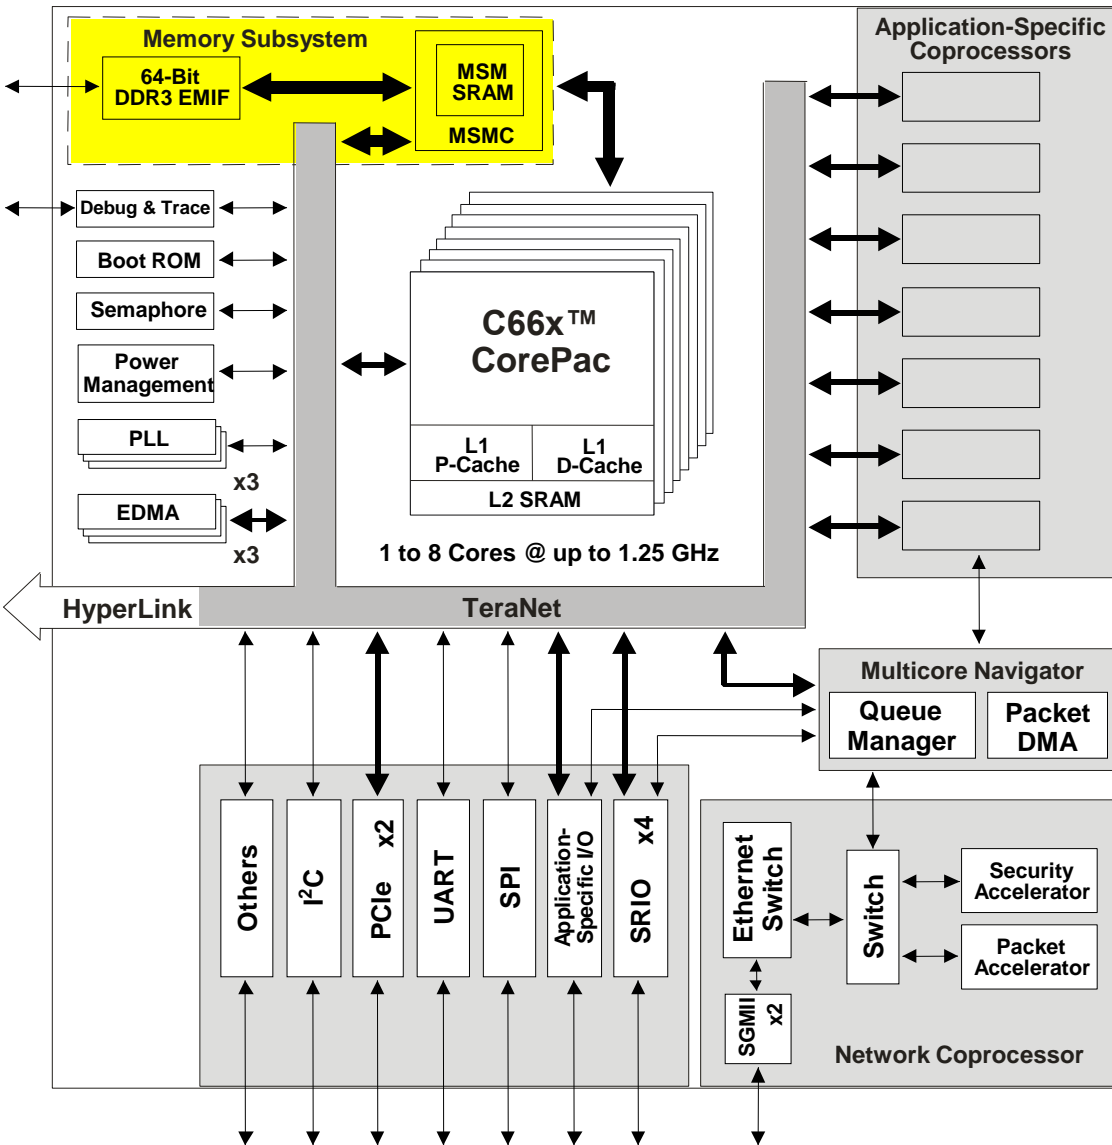 Memory Subsystem
64-Bit
DDR3 EMIF
MSM
SRAM
MSMC
Application-Specific
Coprocessors
Debug & Trace
Boot ROM
Semaphore
Power
Management
PLL
x3
EDMA
x3
C66x™
CorePac
L1
P-Cache
L1
D-Cache
L2 SRAM
1 to 8 Cores @ up to 1.25 GHz
HyperLink
TeraNet
Multicore Navigator
Queue
Manager
Packet
DMA
Others
I²C
PCIe x2
UART
SPI
Application-
Specific I/O
SRIO x4
Ethernet
Switch
Switch
Security
Accelerator
Packet
Accelerator
SGMII x2
Network Coprocessor